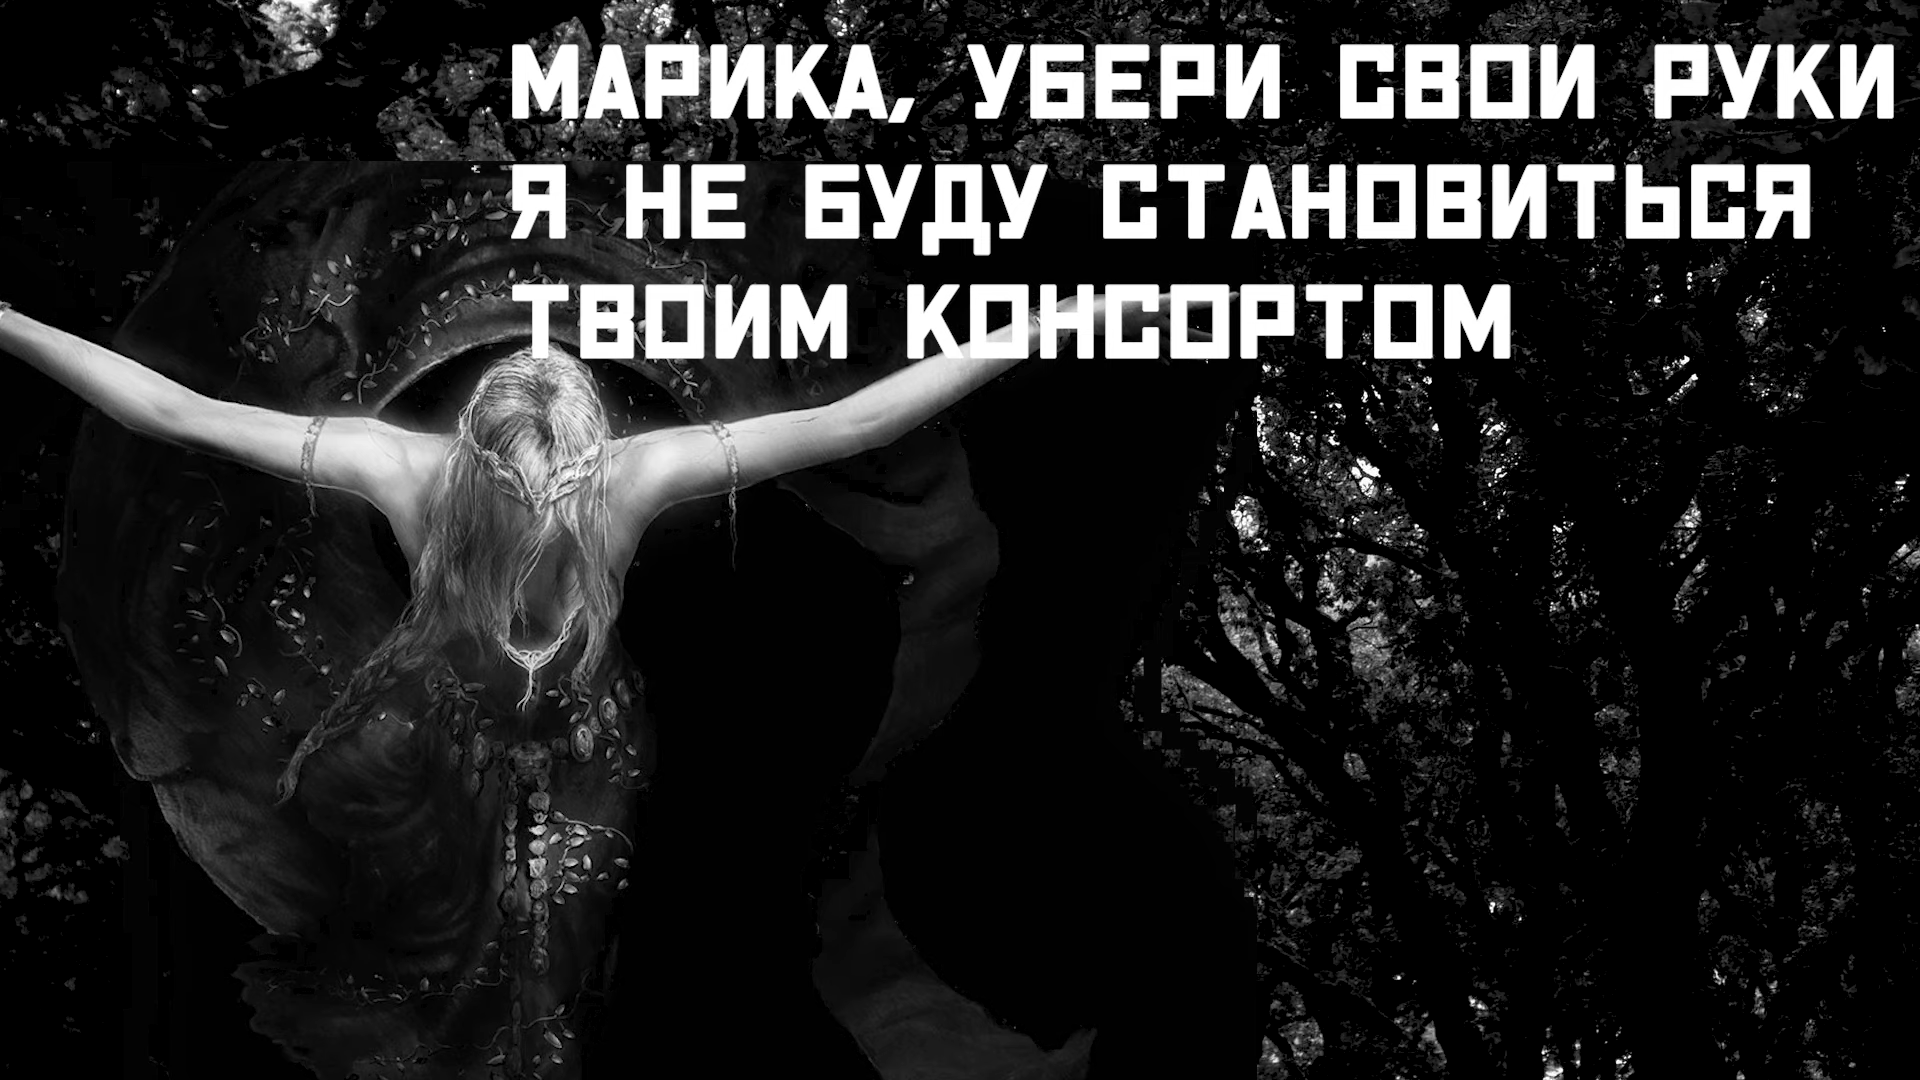 МАРИКА, УБЕРИ СВОИ РУКИ
Я НЕ БУДУ СТАНОВИТЬСЯ
ТВОИМ КОНСОРТОМ